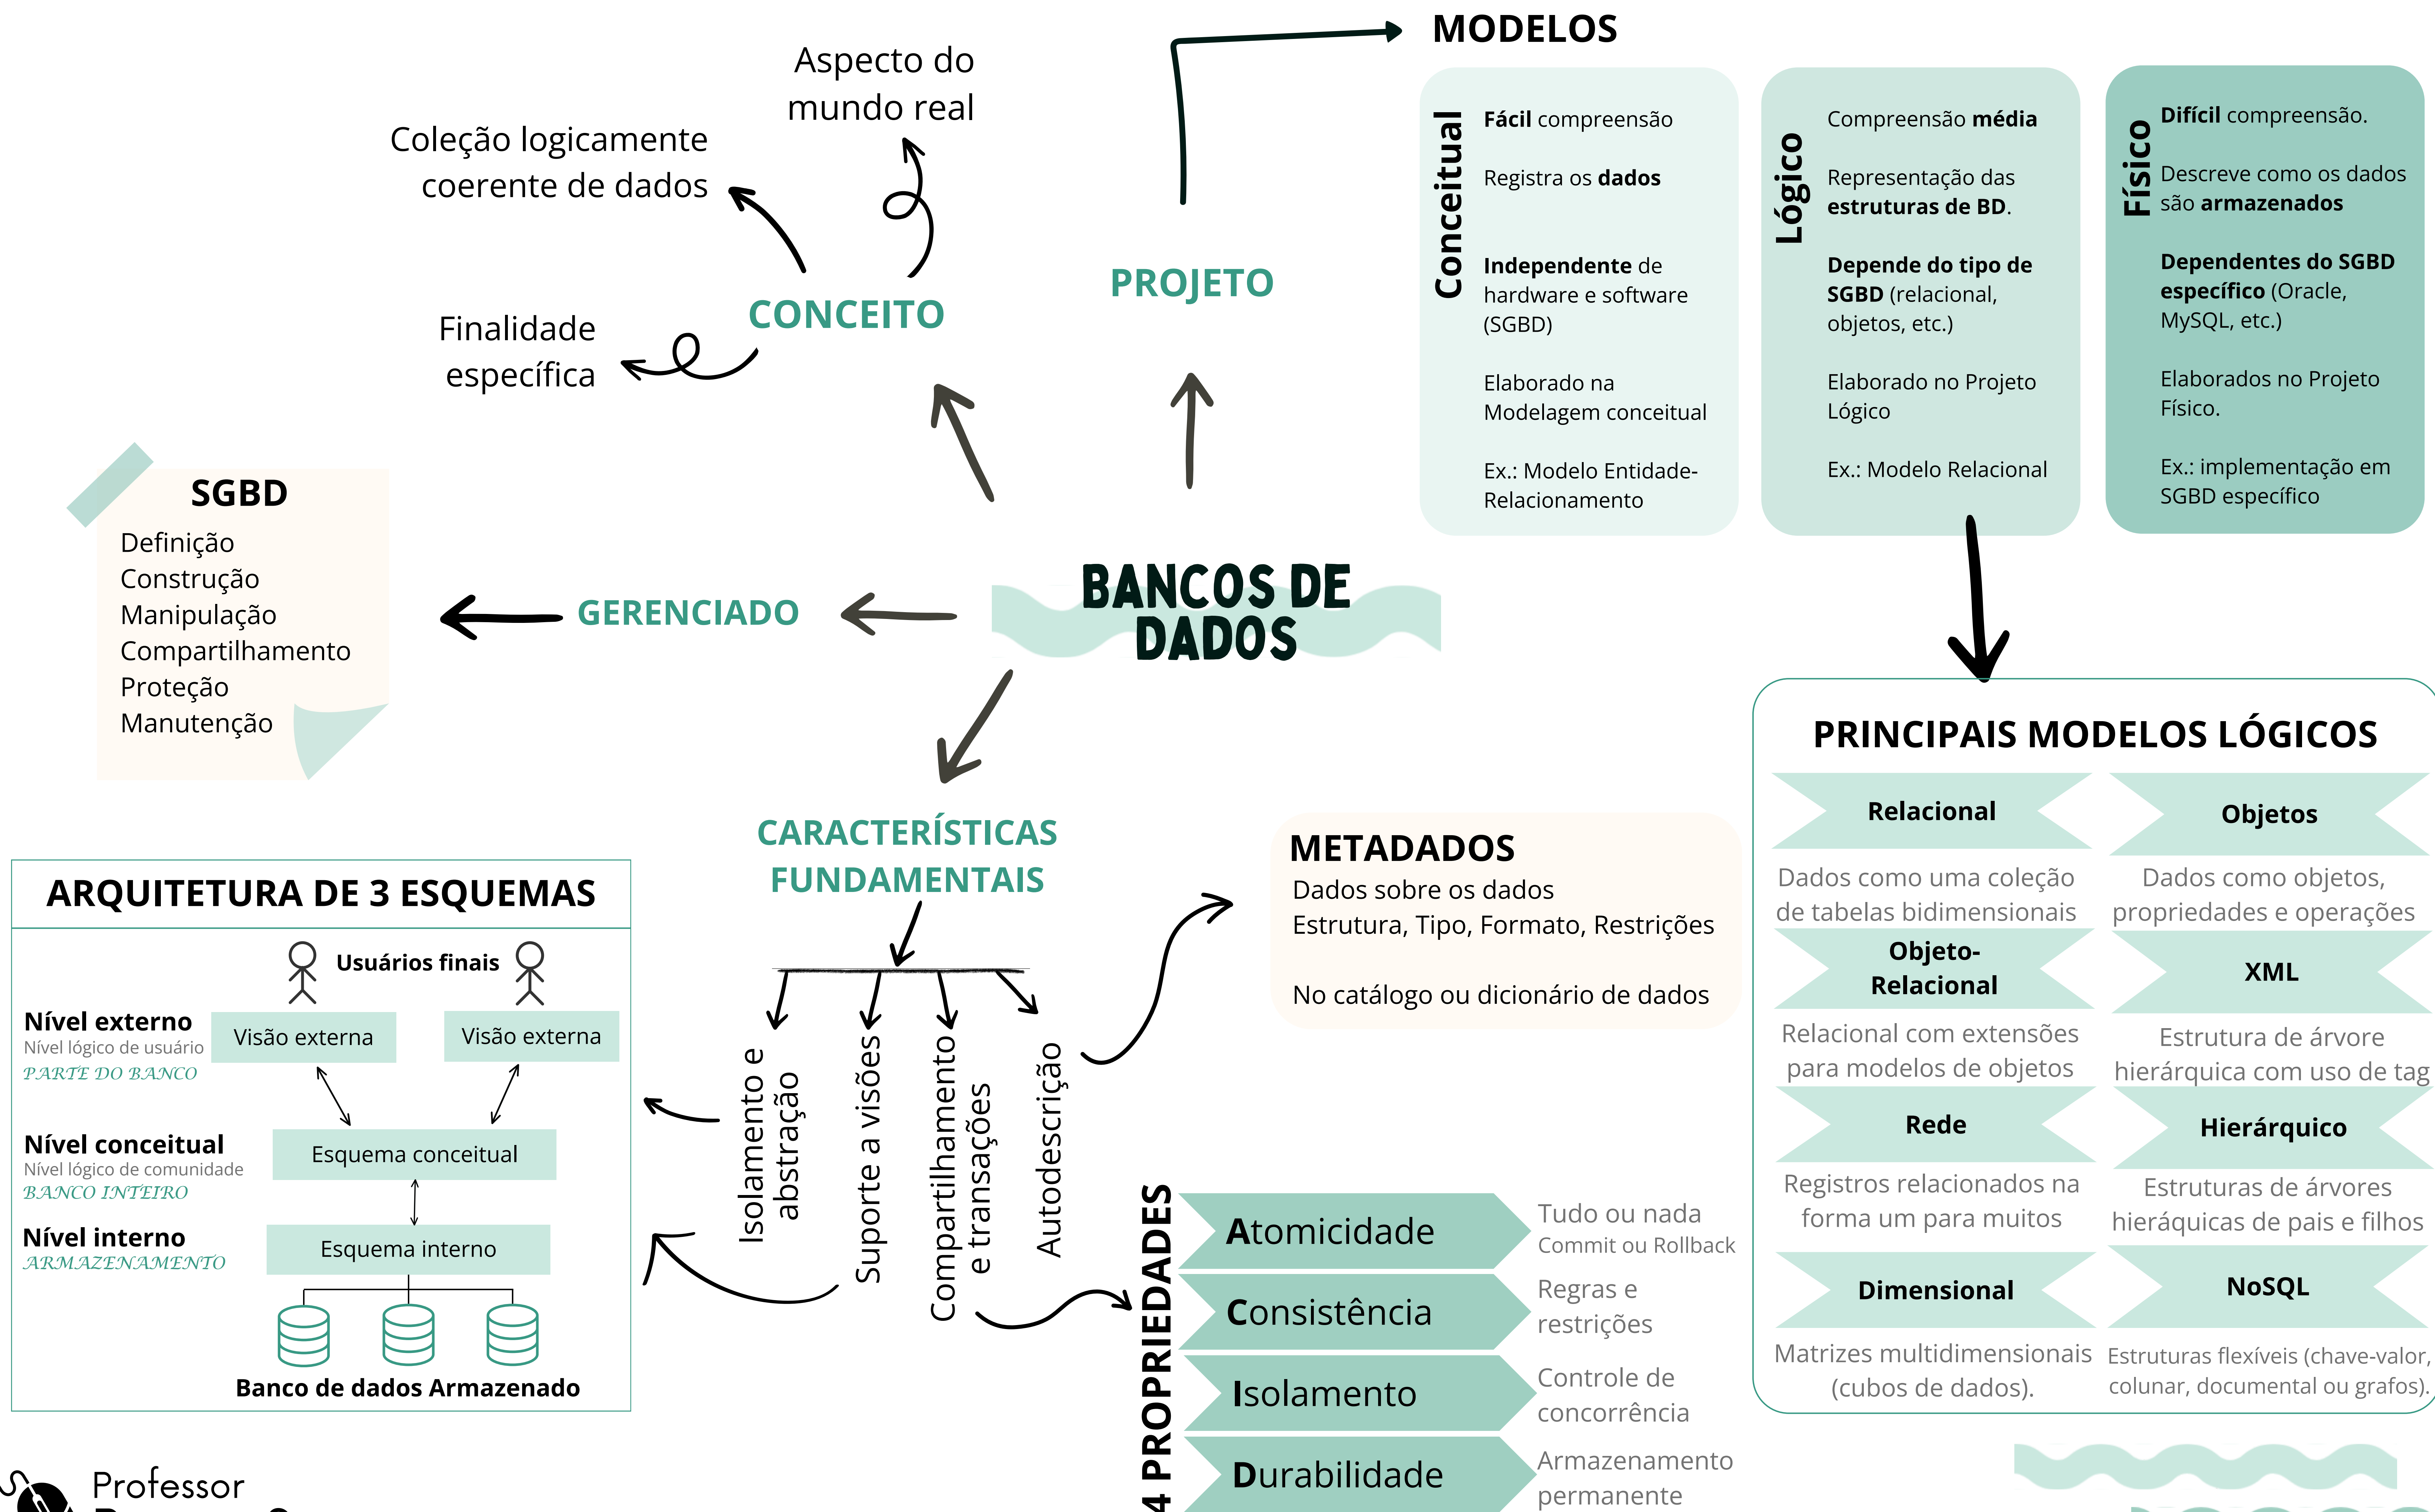 BANCOS DE
DADOS
CONCEITO
Aspecto do
mundo real
Coleção logicamente
coerente de dados
Finalidade
específica
PROJETO
MODELOS
Conceitual
Fácil compreensão
Registra os dados
Independente de
hardware e software
(SGBD)
Elaborado na
Modelagem conceitual
Ex.: Modelo Entidade-
Relacionamento
Lógico
Compreensão média
Representação das
estruturas de BD.
Depende do tipo de
SGBD (relacional,
objetos, etc.)
Elaborado no Projeto
Lógico
Ex.: Modelo Relacional
Físico
Difícil compreensão.
Descreve como os dados
são armazenados
Dependentes do SGBD
específico (Oracle,
MySQL, etc.)
Elaborados no Projeto
Físico.
Ex.: implementação em
SGBD específico
GERENCIADO
SGBD
Definição
Construção
Manipulação
Compartilhamento
Proteção
Manutenção
CARACTERÍSTICAS
FUNDAMENTAIS
Isolamento e
abstração
Suporte a visões
Compartilhamento
e transações
Autodescrição
METADADOS
Dados sobre os dados
Estrutura, Tipo, Formato, Restrições
No catálogo ou dicionário de dados
ARQUITETURA DE 3 ESQUEMAS
Usuários finais
Nível externo
Nível lógico de usuário
PARTE DO BANCO
Visão externa
Visão externa
Nível conceitual
Nível lógico de comunidade
BANCO INTEIRO
Esquema conceitual
Nível interno
ARMAZENAMENTO
Esquema interno
Banco de dados Armazenado
4 PROPRIEDADES
Atomicidade
Tudo ou nada
Commit ou Rollback
Consistência
Regras e
restrições
Isolamento
Controle de
concorrência
Durabilidade
Armazenamento
permanente
PRINCIPAIS MODELOS LÓGICOS
Relacional
Dados como uma coleção
de tabelas bidimensionais
Objetos
Dados como objetos,
propriedades e operações
Objeto-
Relacional
Relacional com extensões
para modelos de objetos
XML
Estrutura de árvore
hierárquica com uso de tag
Rede
Registros relacionados na
forma um para muitos
Hierárquico
Estruturas de árvores
hieráquicas de pais e filhos
Dimensional
Matrizes multidimensionais
(cubos de dados).
NoSQL
Estruturas flexíveis (chave-valor,
colunar, documental ou grafos).
Professor